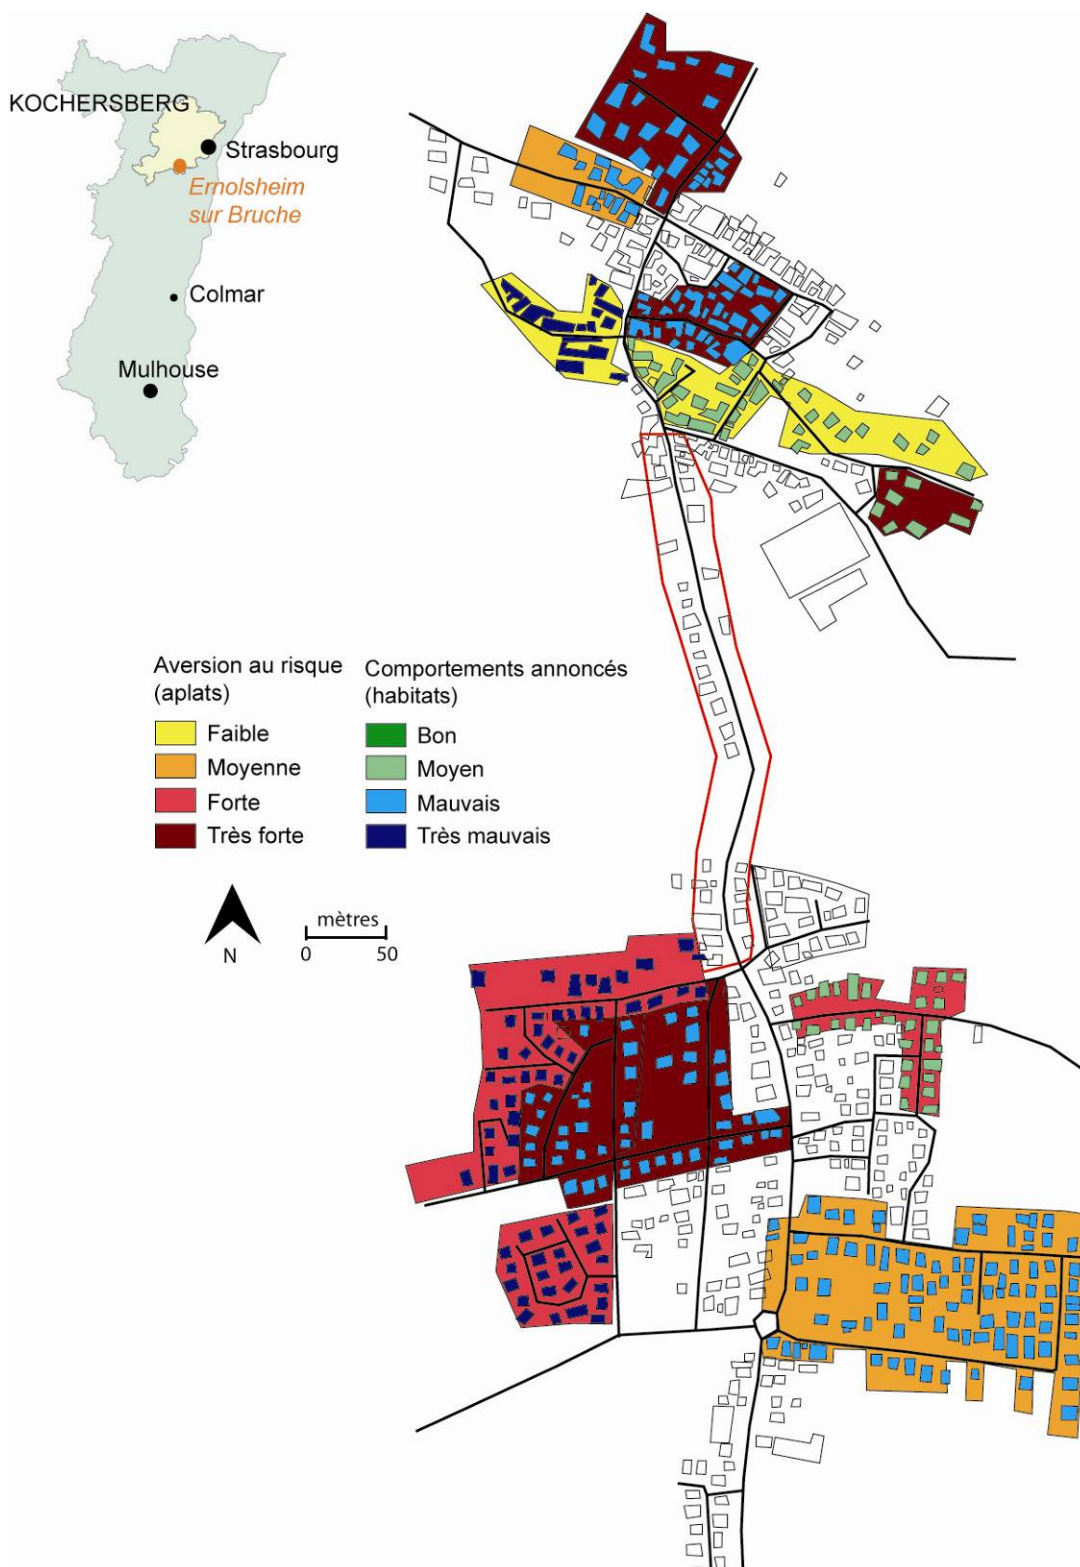 KOCHERSBERG
Strasbourg
Ernolsheim
sur Bruche
Colmar
Mulhouse
Aversion au risque
(aplats)
Faible
Moyenne
Forte
Très forte
Comportements annoncés
(habitats)
Bon
Moyen
Mauvais
Très mauvais
N
mètres
0 50